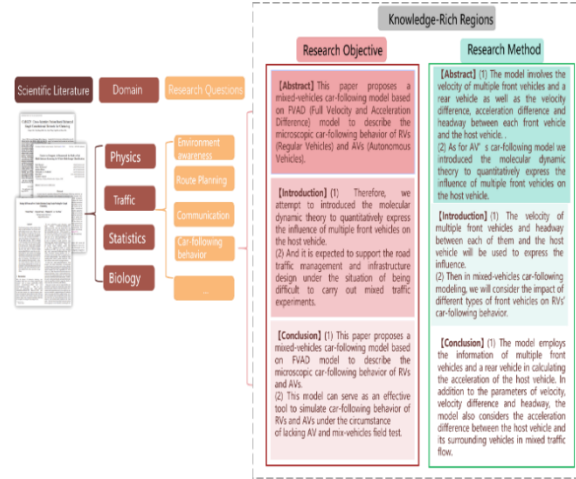 Knowledge-Rich Regions
Scientific Literature
Domain
Research Questions
Physics
Traffic
Statistics
Biology
Environment
awareness
Route Planning
Communication
Car-following
behavior
...
Research Objective
【Abstract】This paper proposes a
mixed-vehicles car-following model based
on FVAD (Full Velocity and Acceleration
Difference) model to describe the
microscopic car-following behavior of RVs
(Regular Vehicles) and AVs (Autonomous
Vehicles).
【Introduction】(1) Therefore, we
attempt to introduced the molecular
dynamic theory to quantitatively express
the influence of multiple front vehicles on
the host vehicle.
(2) And it is expected to support the road
traffic management and infrastructure
design under the situation of being
difficult to carry out mixed traffic
experiments.
【Conclusion】(1) This paper proposes a
mixed-vehicles car-following model based
on FVAD model to describe the
microscopic car-following behavior of RVs
and AVs.
(2) This model can serve as an effective
tool to simulate car-following behavior of
RVs and AVs under the circumstance
of lacking AV and mix-vehicles field test.
Research Method
【Abstract】(1) The model involves the
velocity of multiple front vehicles and a
rear vehicle as well as the velocity
difference, acceleration difference and
headway between each front vehicle
and the host vehicle. .
(2) As for AV' s car-following model we
introduced the molecular dynamic
theory to quantitatively express the
influence of multiple front vehicles on
the host vehicle.
【Introduction】(1) The velocity of
multiple front vehicles and headway
between each of them and the host
vehicle will be used to express the
influence.
(2) Then in mixed-vehicles car-following
modeling, we will consider the impact of
different types of front vehicles on RVs'
car-following behavior.
【Conclusion】(1) The model employs
the information of multiple front
vehicles and a rear vehicle in calculating
the acceleration of the host vehicle. In
addition to the parameters of velocity,
velocity difference and headway, the
model also considers the acceleration
difference between the host vehicle and
its surrounding vehicles in mixed traffic
flow.